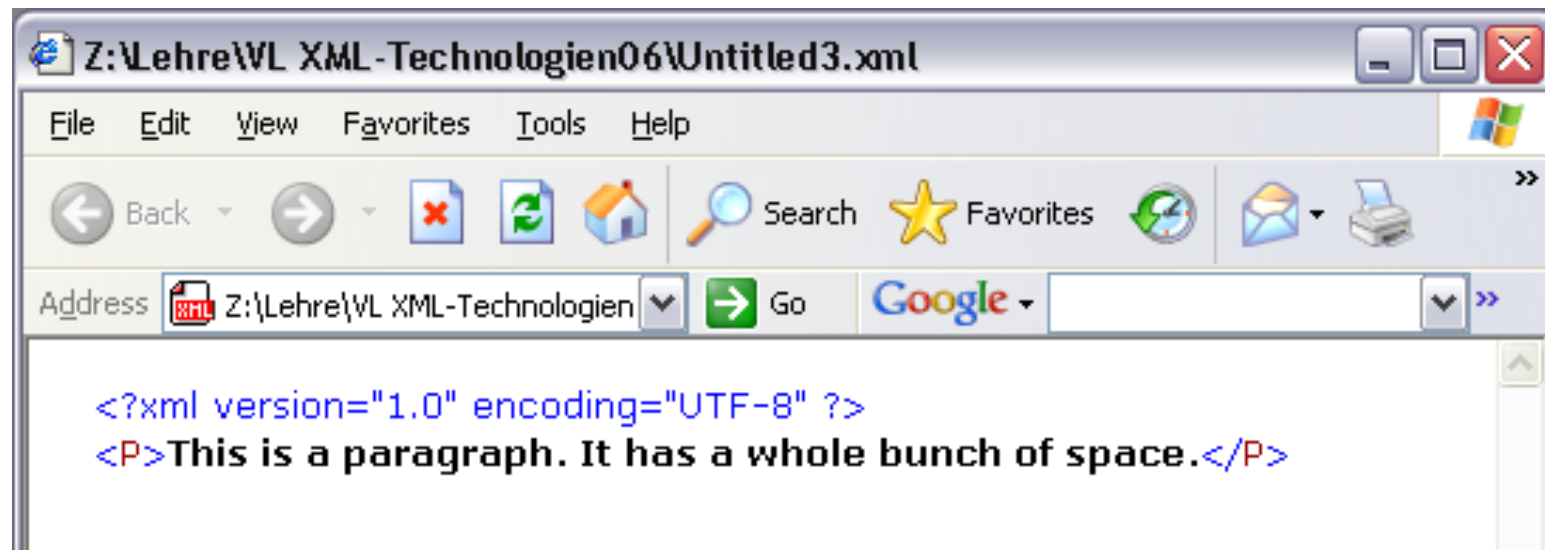 Z:\Lehre\VL XML-Technologien06\Untitled3.xml
File Edit View Favorites Tools Help
Back Search Favorites »
Address XML Z:\Lehre\VL XML-Technologien Go Google »
<?xml version="1.0" encoding="UTF-8" ?>
<P>This is a paragraph. It has a whole bunch of space.</P>